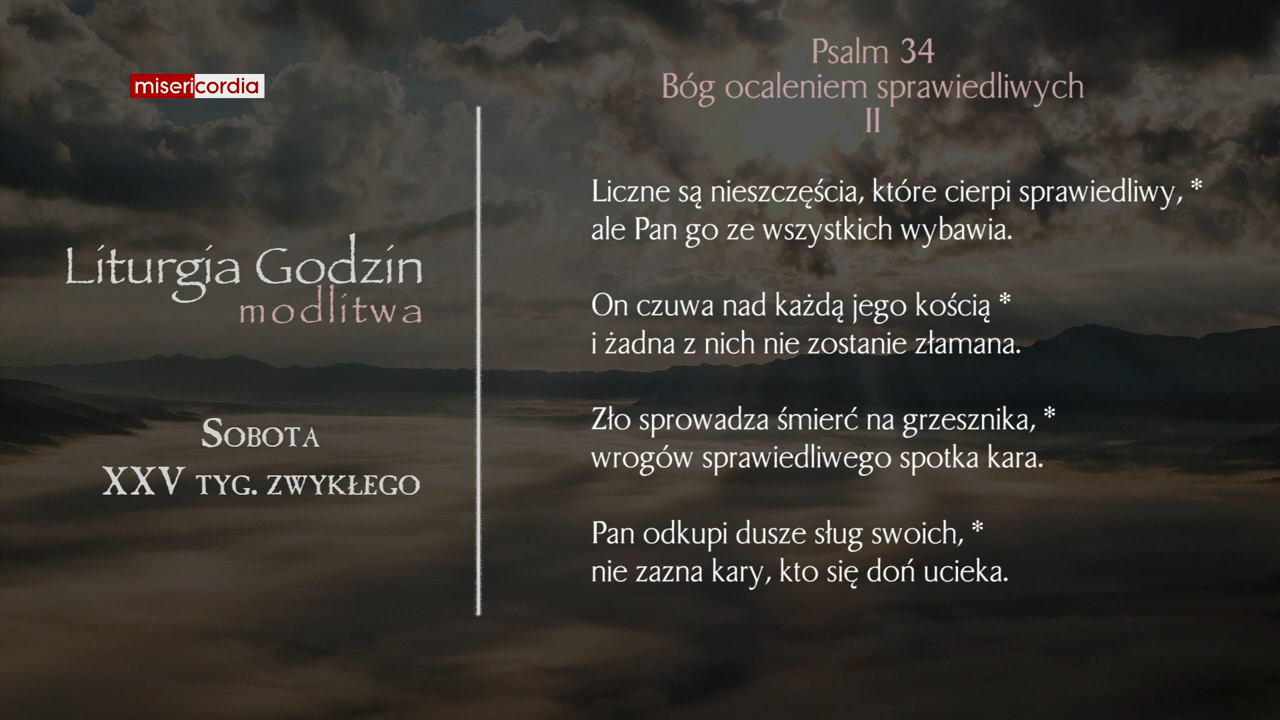 misericordia
Liturgia Godzin
modlitwa
Sobota
XXV tyg. zwykłego
Psalm 34
Bóg ocaleniem sprawiedliwych
II
Liczne są nieszczęścia, które cierpi sprawiedliwy, *
ale Pan go ze wszystkich wybawia.
On czuwa nad każdą jego kością *
i żadna z nich nie zostanie złamana.
Zło sprowadza śmierć na grzesznika, *
wrogów sprawiedliwego spotka kara.
Pan odkupi dusze sług swoich, *
nie zazna kary, kto się doń ucieka.